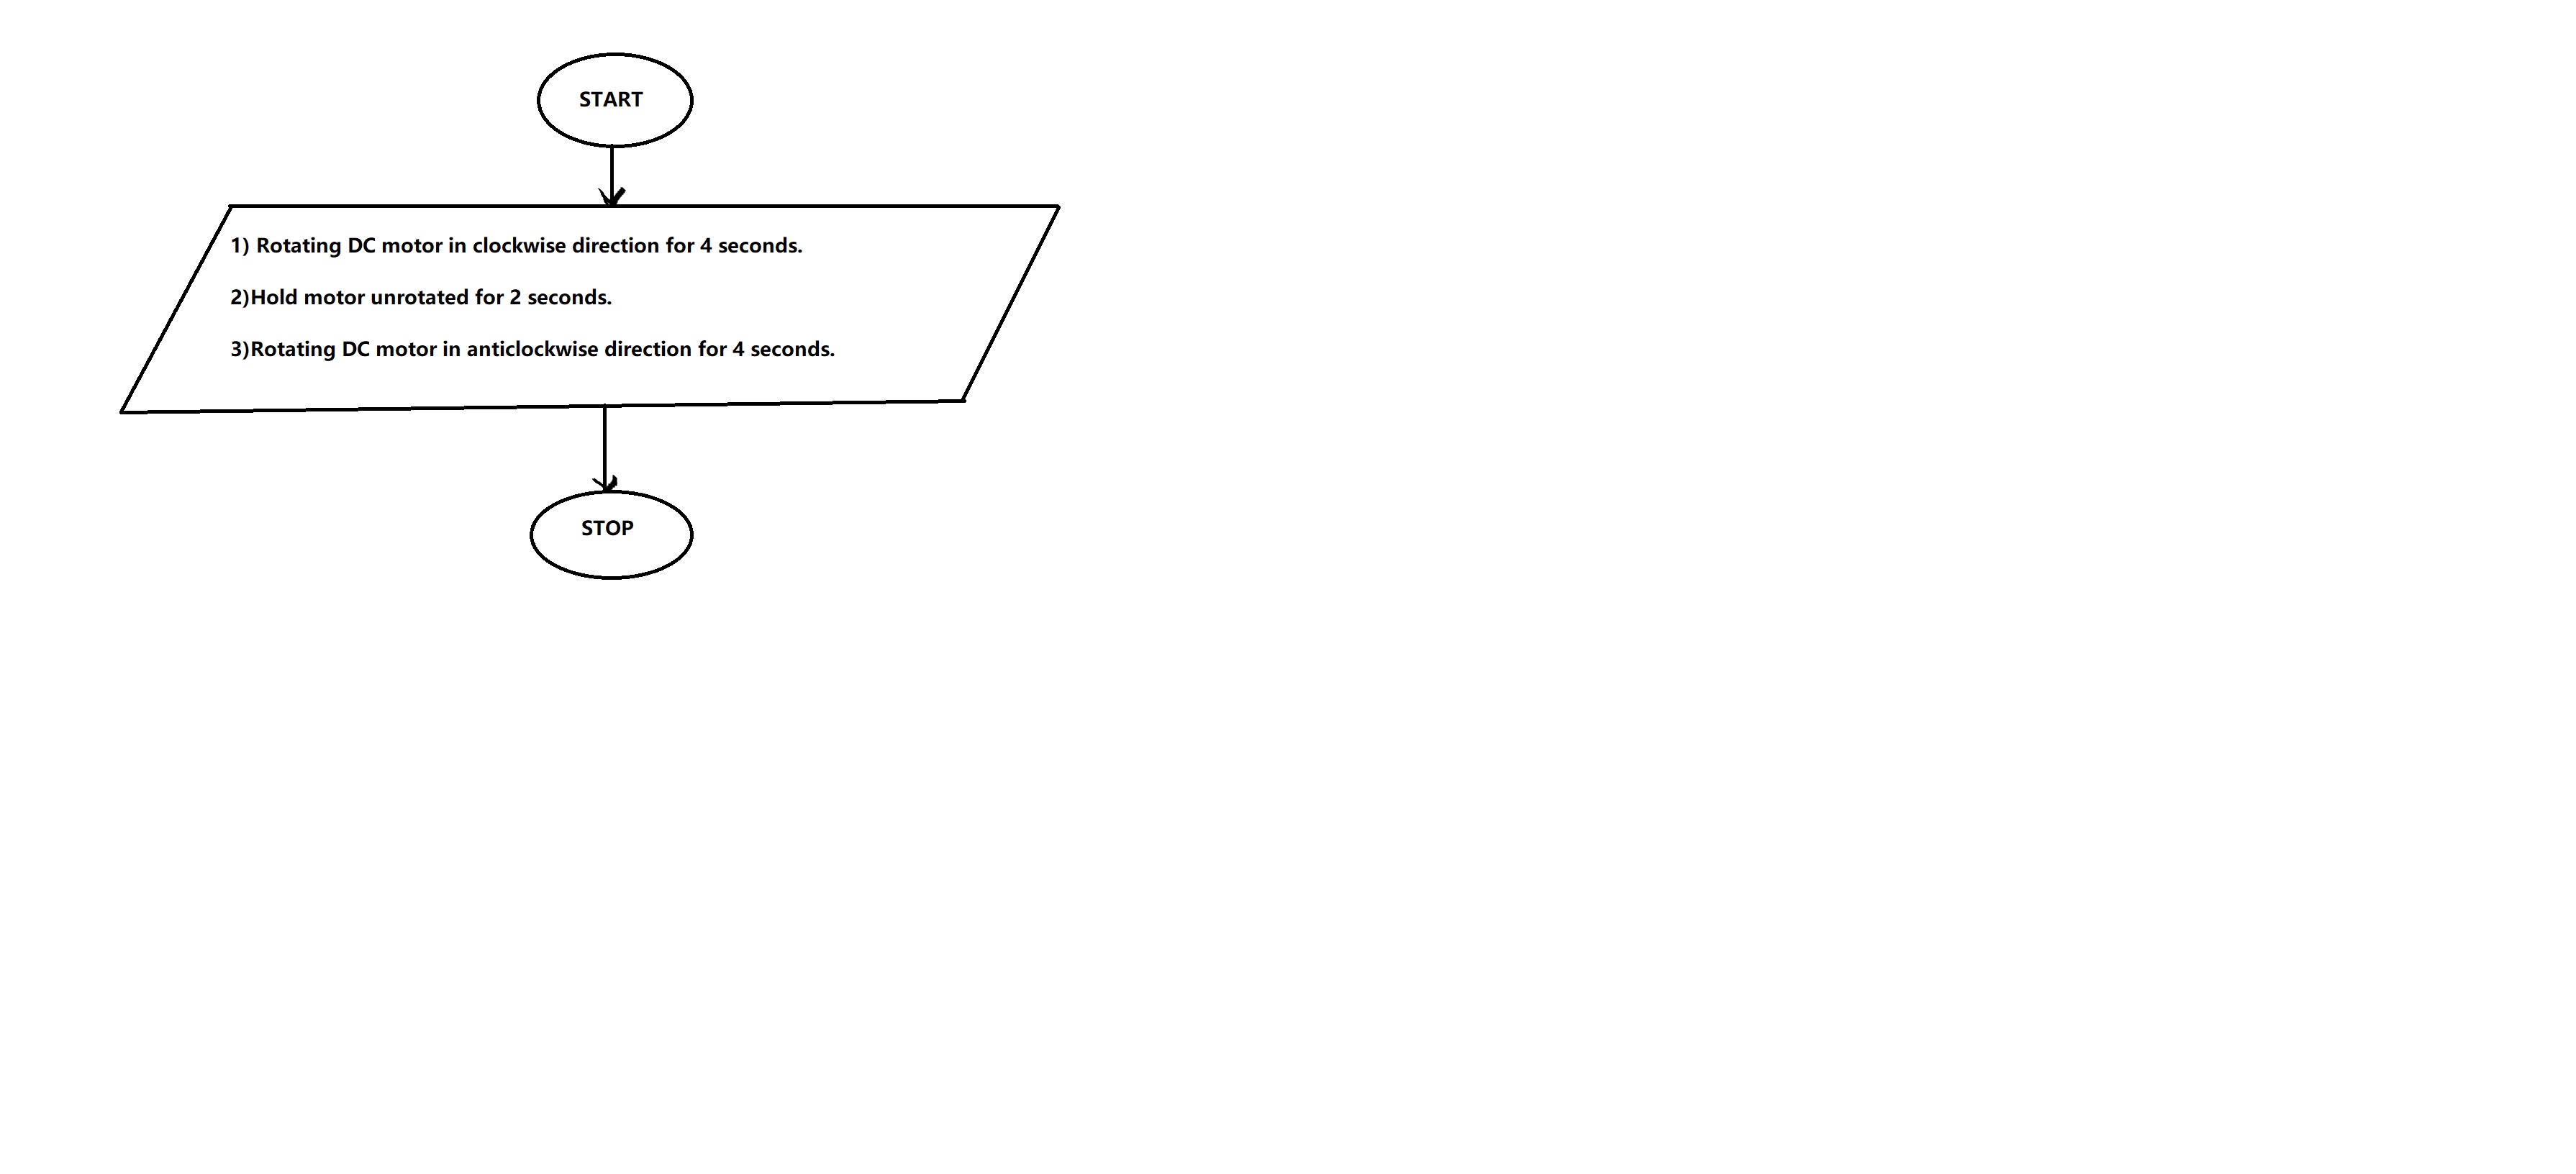 START
1) Rotating DC motor in clockwise direction for 4 seconds.
2)Hold motor unrotated for 2 seconds.
3)Rotating DC motor in anticlockwise direction for 4 seconds.
STOP